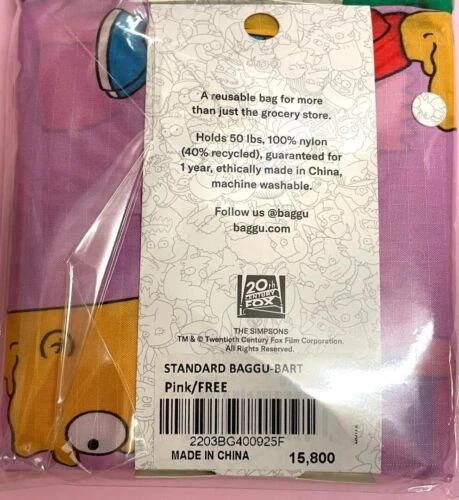 A reusable bag for more
than just the grocery store.
Holds 50 lbs, 100% nylon
(40% recycled), guaranteed for
1 year, ethically made in China,
machine washable.
Follow us @baggu
baggu.com
20th
CENTURY
FOX
THE SIMPSONS
TM & © Twentieth Century Fox Film Corporation.
All Rights Reserved.
STANDARD BAGGU-BART
Pink/FREE
2203BG400925F
MADE IN CHINA 15,800